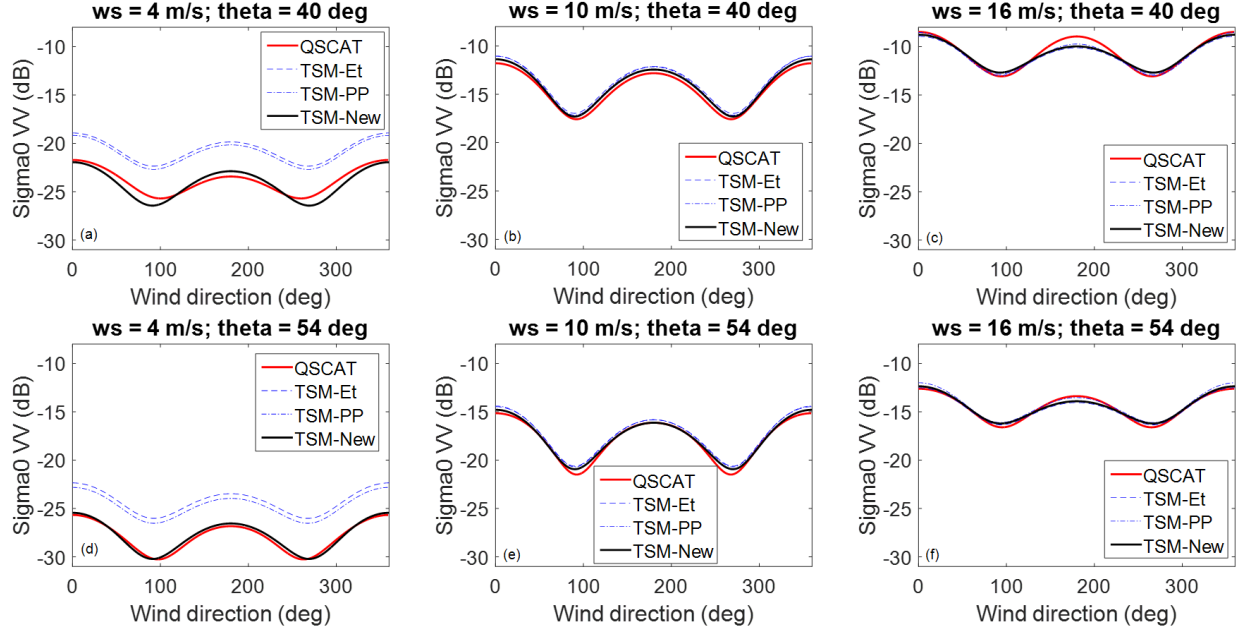 ws = 4 m/s; theta = 40 deg
Sigma0 VV (dB)
-10
-15
-20
-25
-30
QSCAT
TSM-Et
TSM-PP
TSM-New
(a)
0
100
200
300
Wind direction (deg)
ws = 10 m/s; theta = 40 deg
Sigma0 VV (dB)
-10
-15
-20
-25
-30
QSCAT
TSM-Et
TSM-PP
TSM-New
(b)
0
100
200
300
Wind direction (deg)
ws = 16 m/s; theta = 40 deg
Sigma0 VV (dB)
-10
-15
-20
-25
-30
QSCAT
TSM-Et
TSM-PP
TSM-New
(c)
0
100
200
300
Wind direction (deg)
ws = 4 m/s; theta = 54 deg
Sigma0 VV (dB)
-10
-15
-20
-25
-30
QSCAT
TSM-Et
TSM-PP
TSM-New
(d)
0
100
200
300
Wind direction (deg)
ws = 10 m/s; theta = 54 deg
Sigma0 VV (dB)
-10
-15
-20
-25
-30
QSCAT
TSM-Et
TSM-PP
TSM-New
(e)
0
100
200
300
Wind direction (deg)
ws = 16 m/s; theta = 54 deg
Sigma0 VV (dB)
-10
-15
-20
-25
-30
QSCAT
TSM-Et
TSM-PP
TSM-New
(f)
0
100
200
300
Wind direction (deg)